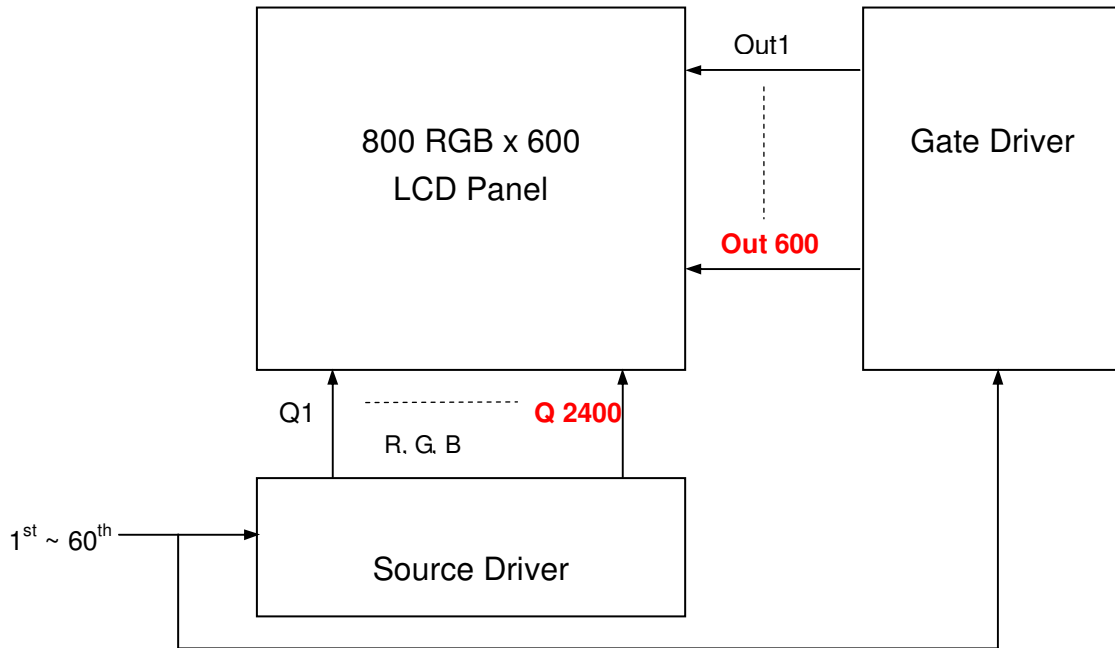 Out1
800 RGB x 600
LCD Panel
Gate Driver
Out 600
Q1
Q 2400
R, G, B
1st ~ 60th
Source Driver